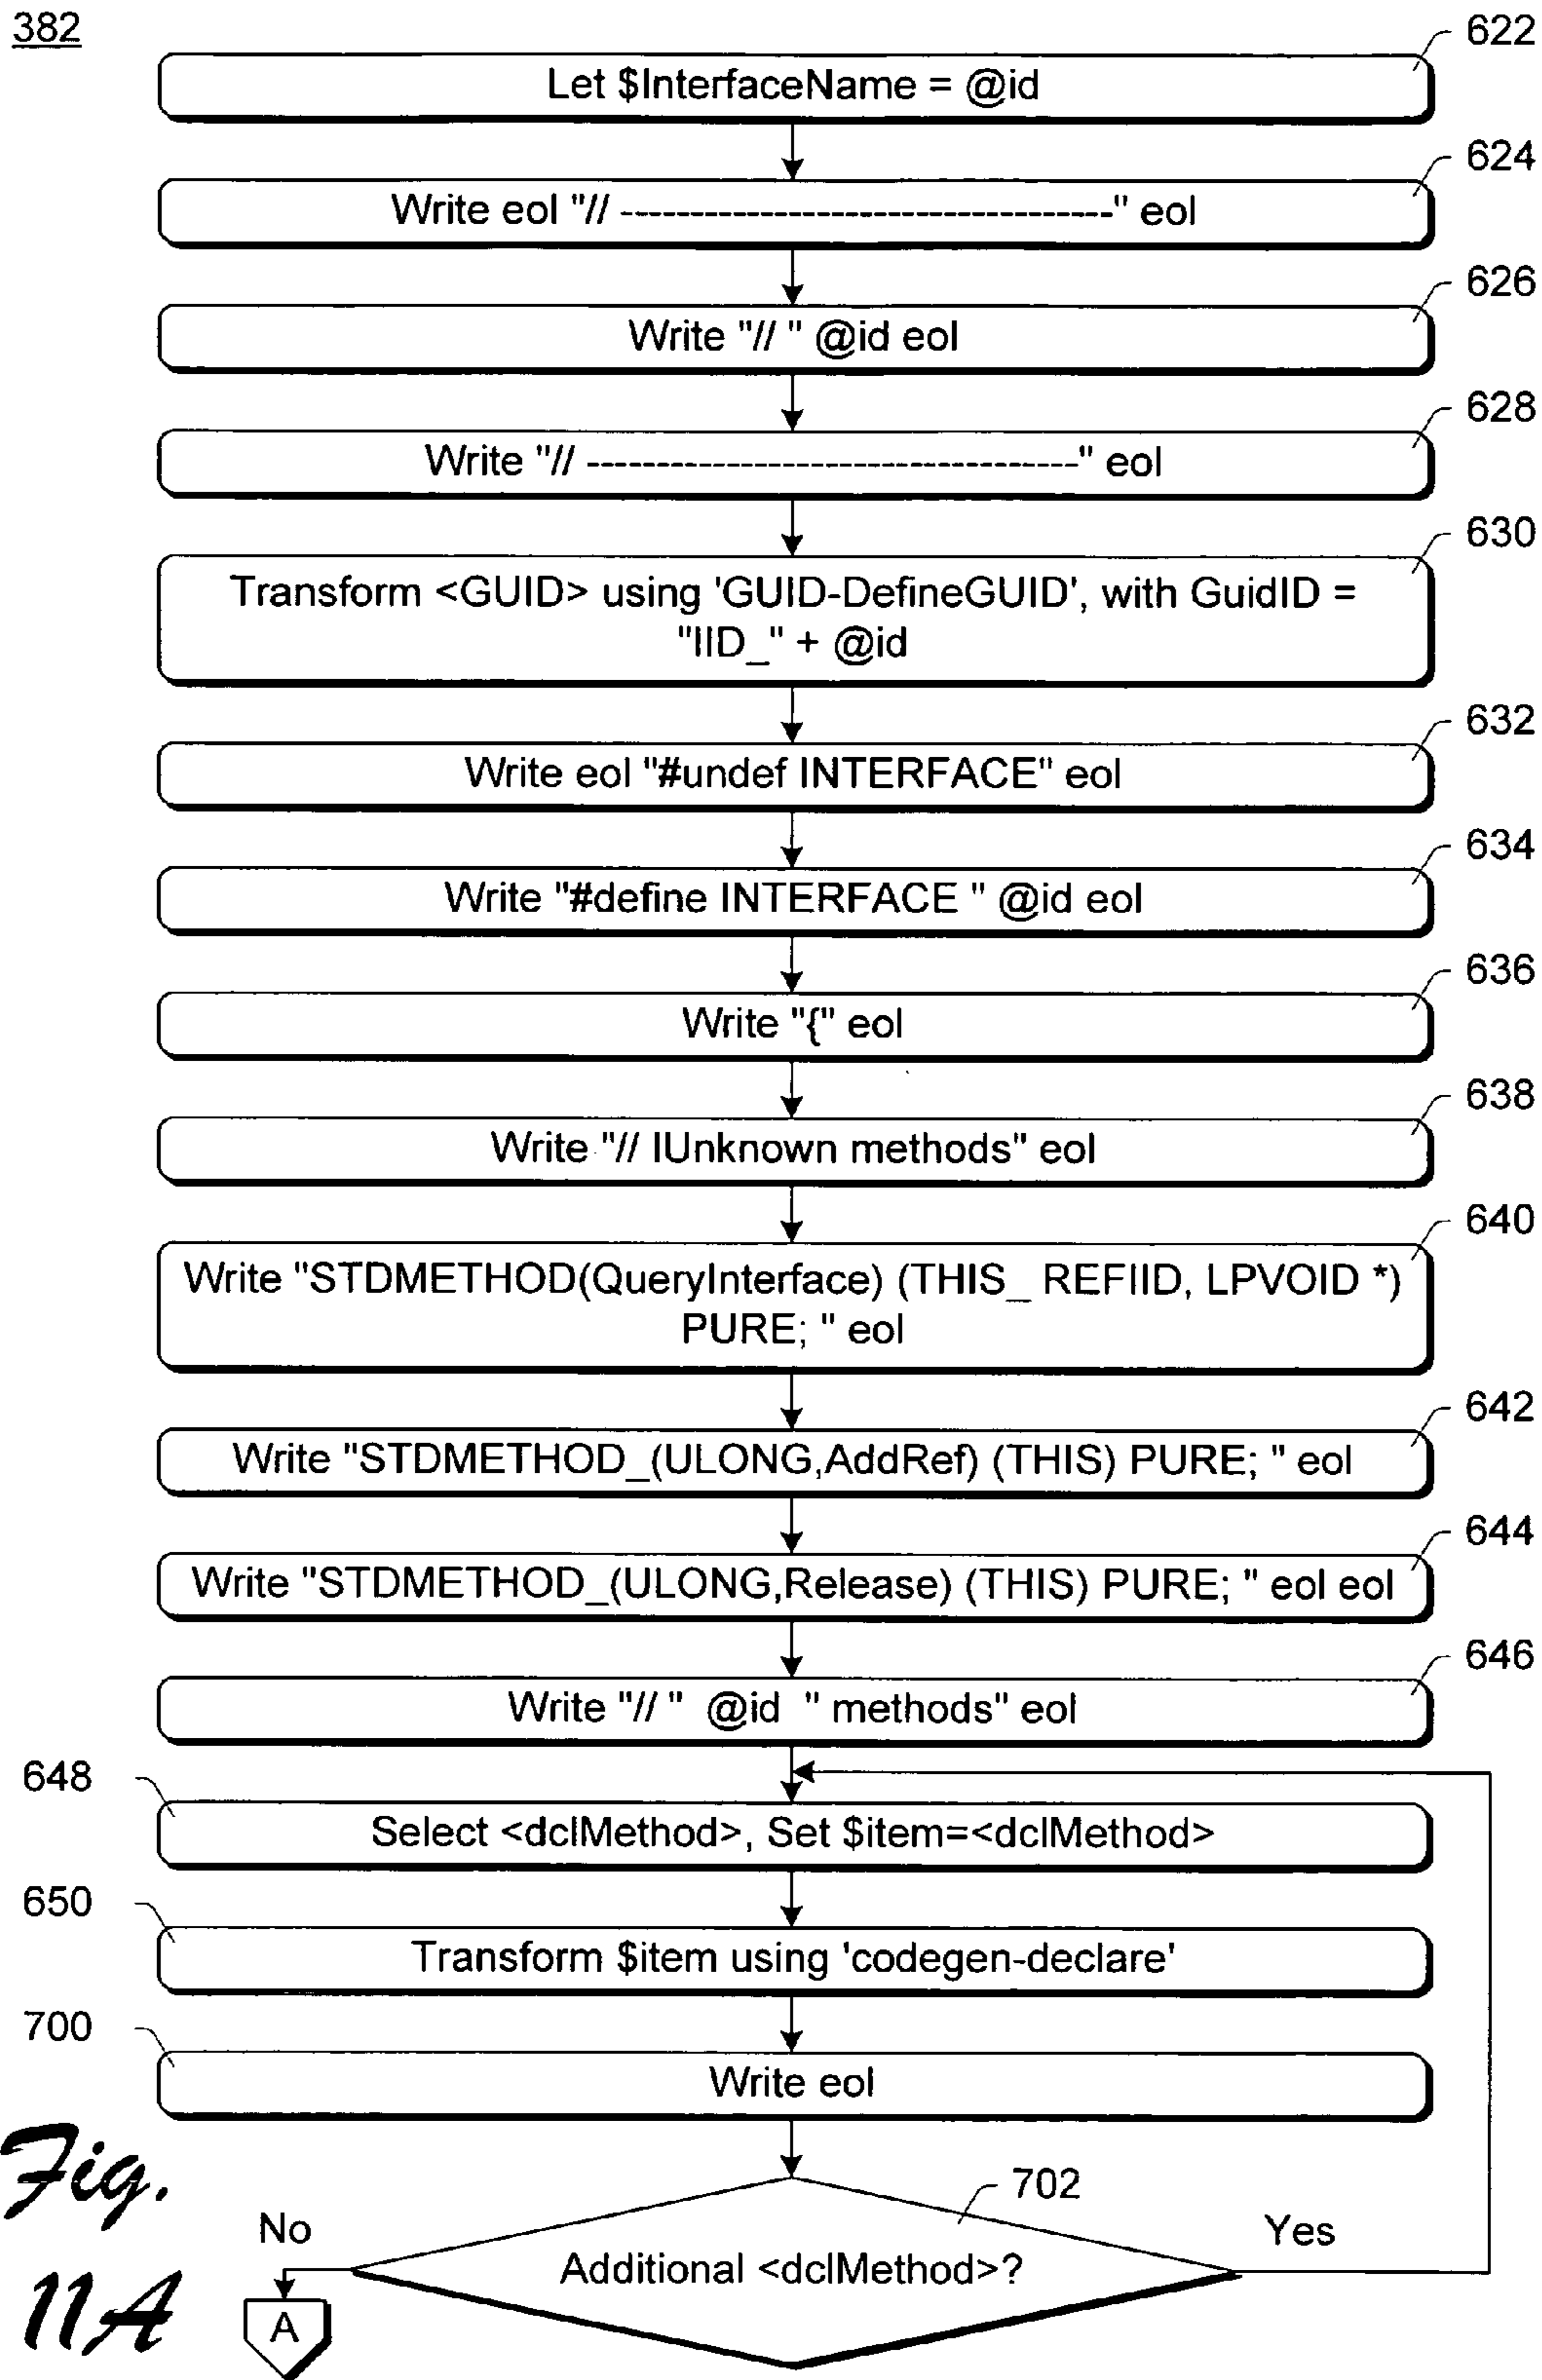 382
622
Let $InterfaceName = @id
624
Write eol "// -----------------------------------" eol
626
Write "// " @id eol
628
Write "// -----------------------------------" eol
630
Transform <GUID> using 'GUID-DefineGUID', with GuidID =
"IID_" + @id
632
Write eol "#undef INTERFACE" eol
634
Write "#define INTERFACE " @id eol
636
Write "{" eol
638
Write "// IUnknown methods" eol
640
Write "STDMETHOD(QueryInterface) (THIS_ REFIID, LPVOID *)
PURE; " eol
642
Write "STDMETHOD_(ULONG,AddRef) (THIS) PURE; " eol
644
Write "STDMETHOD_(ULONG,Release) (THIS) PURE; " eol eol
646
Write "// " @id " methods" eol
648
Select <dclMethod>, Set $item=<dclMethod>
650
Transform $item using 'codegen-declare'
700
Write eol
702
No
Yes
Additional <dclMethod>?
A
Fig.
11A